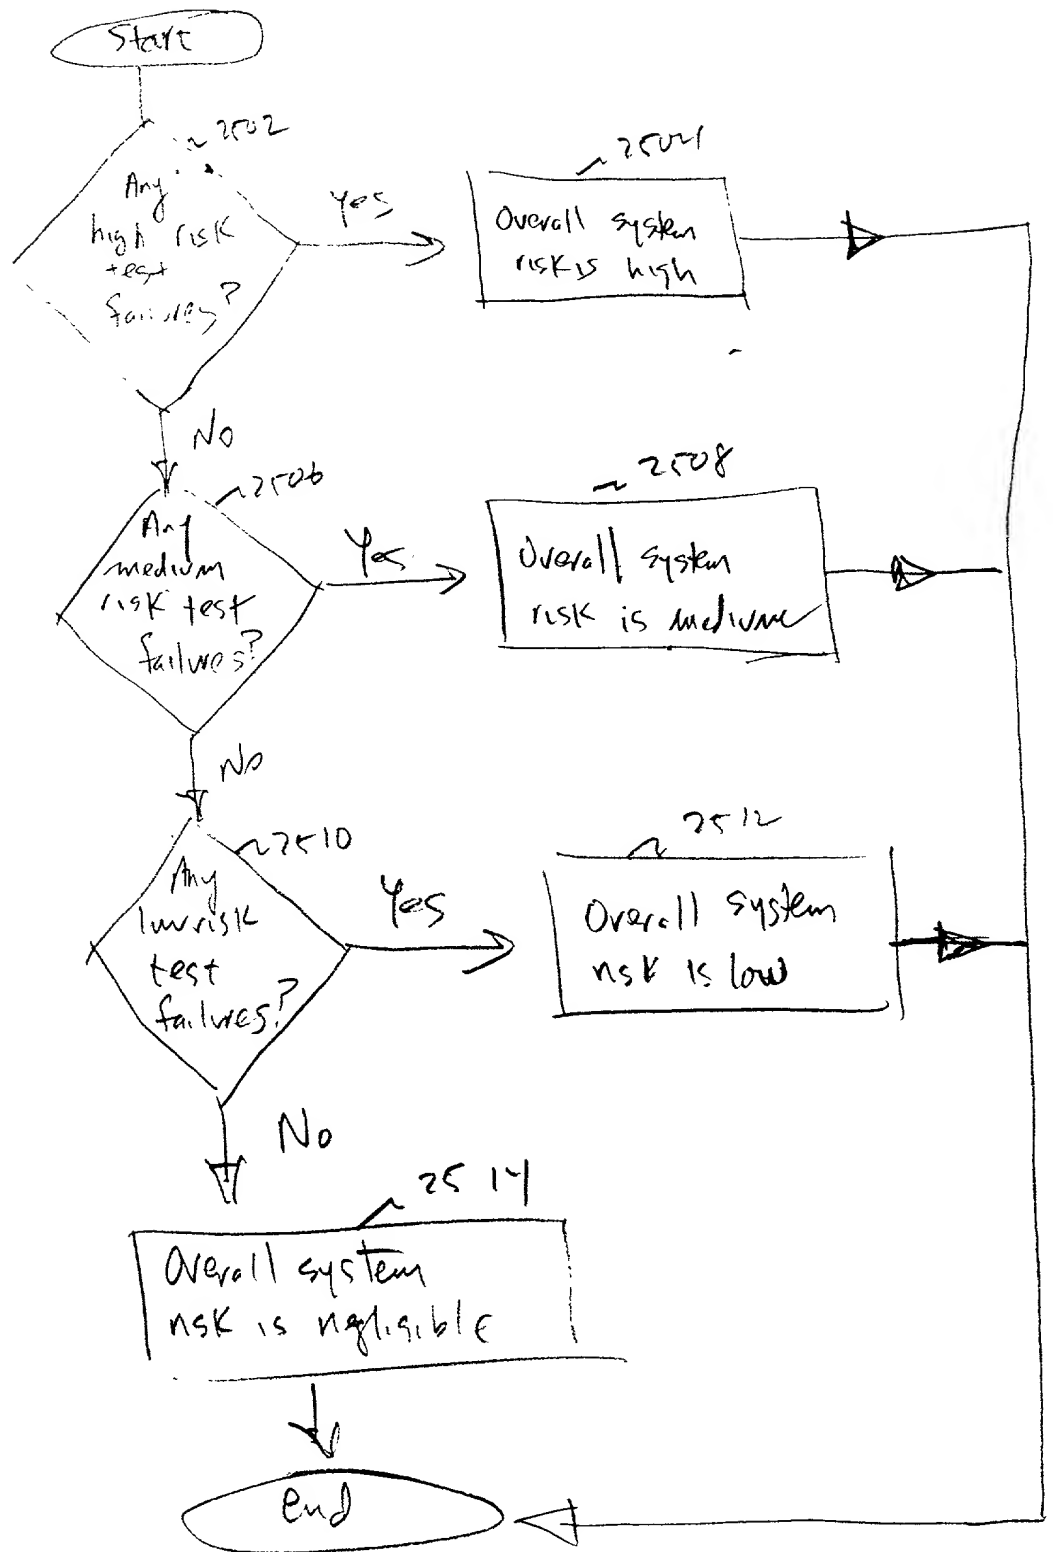 Start
2502
Any
high risk
test
failures?
Yes
2504
Overall system
risk is high
No
2506
Any
medium
risk test
failures?
Yes
2508
Overall system
risk is medium
No
2510
Any
low risk
test
failures?
Yes
2512
Overall system
risk is low
No
2514
Overall system
risk is negligible
end